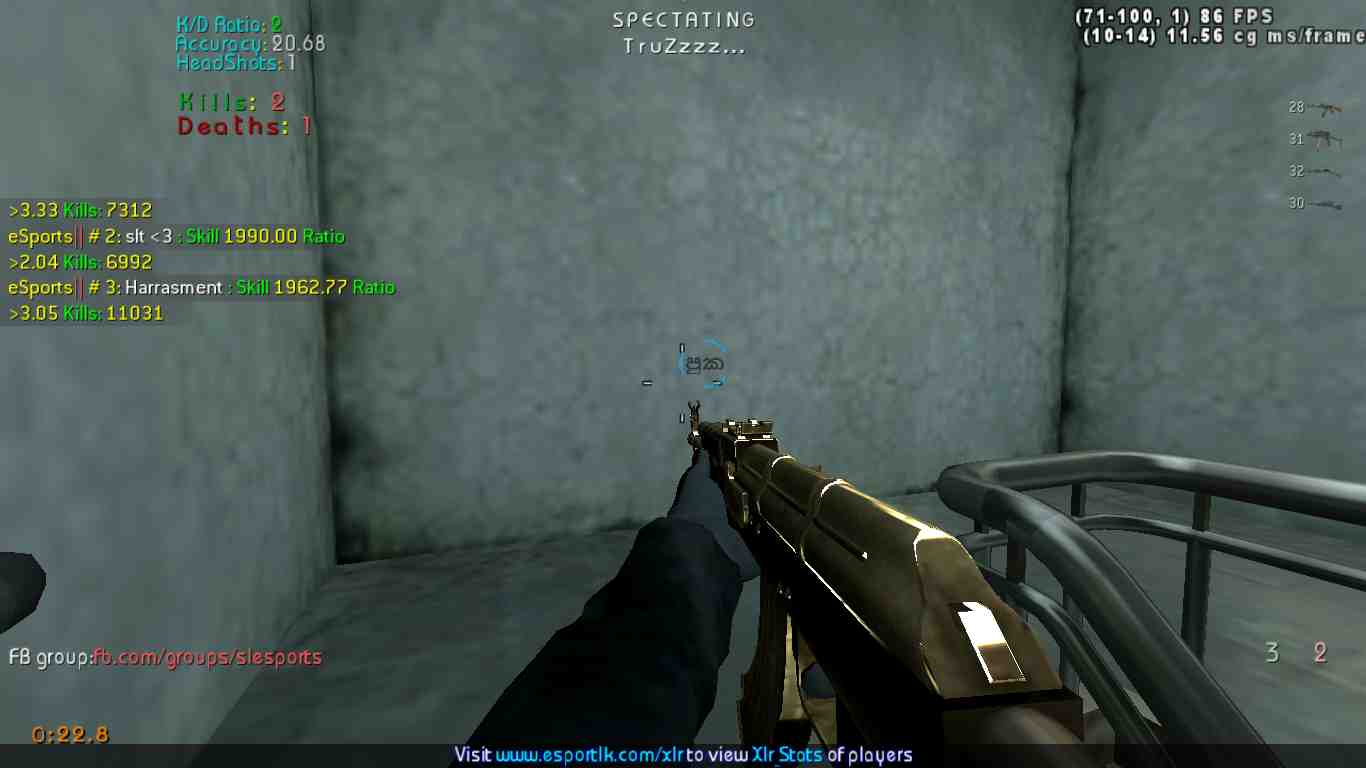 K/D Ratio: 2
Accuracy: 20.68
HeadShots: 1
Kills: 2
Deaths: 1
SPECTATING
TruZzzz...
(71-100, 1) 86 FPS
(10-14) 11.56 cg ms/frame
28
31
32
30
>3.33 Kills: 7312
eSports|| # 2: slt <3 : Skill 1990.00 Ratio
>2.04 Kills: 6992
eSports|| # 3: Harrasment : Skill 1962.77 Ratio
>3.05 Kills: 11031
පුක
FB group:fb.com/groups/slesports
3 2
0:22.8
Visit www.esportlk.com/xlr to view Xlr_Stats of players